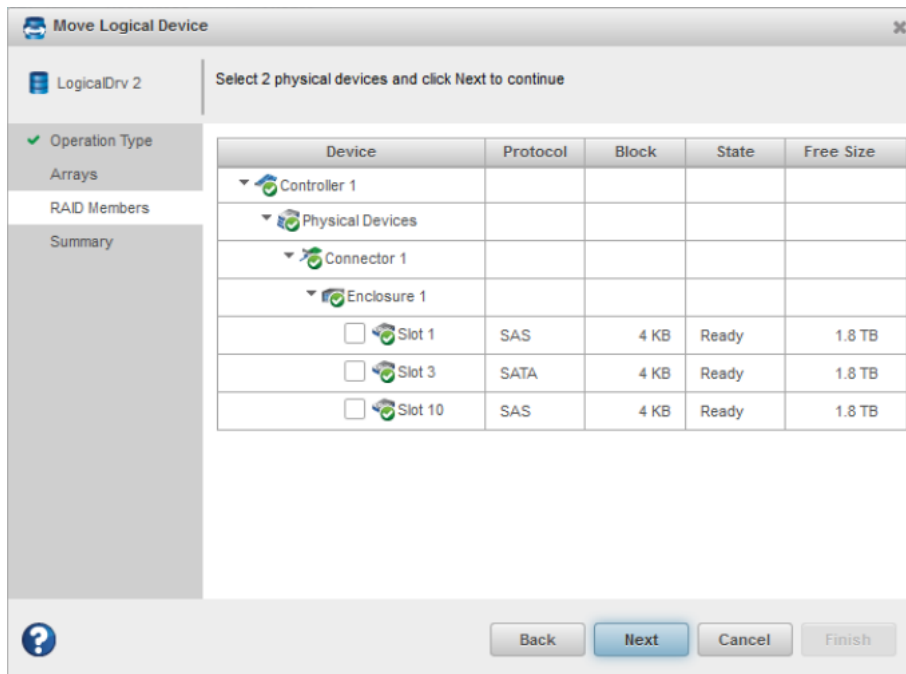 Move Logical Device
LogicalDrv 2
Select 2 physical devices and click Next to continue
Operation Type
Arrays
RAID Members
Summary
Device Protocol Block State Free Size
Controller 1
Physical Devices
Connector 1
Enclosure 1
Slot 1 SAS 4 KB Ready 1.8 TB
Slot 3 SATA 4 KB Ready 1.8 TB
Slot 10 SAS 4 KB Ready 1.8 TB
? Back Next Cancel Finish